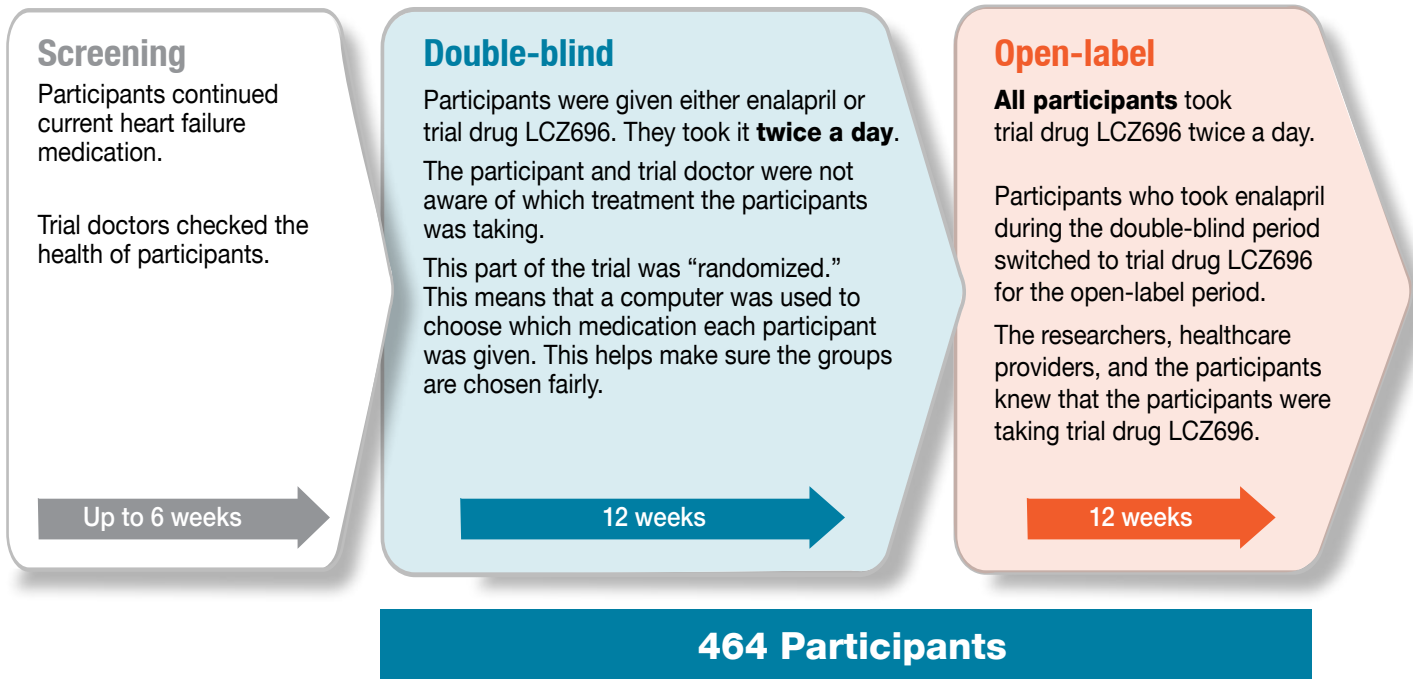 Screening
Participants continued
current heart failure
medication.
Trial doctors checked the
health of participants.
Up to 6 weeks
Double-blind
Participants were given either enalapril or
trial drug LCZ696. They took it twice a day.
The participant and trial doctor were not
aware of which treatment the participants
was taking.
This part of the trial was “randomized.”
This means that a computer was used to
choose which medication each participant
was given. This helps make sure the groups
are chosen fairly.
12 weeks
Open-label
All participants took
trial drug LCZ696 twice a day.
Participants who took enalapril
during the double-blind period
switched to trial drug LCZ696
for the open-label period.
The researchers, healthcare
providers, and the participants
knew that the participants were
taking trial drug LCZ696.
12 weeks
464 Participants